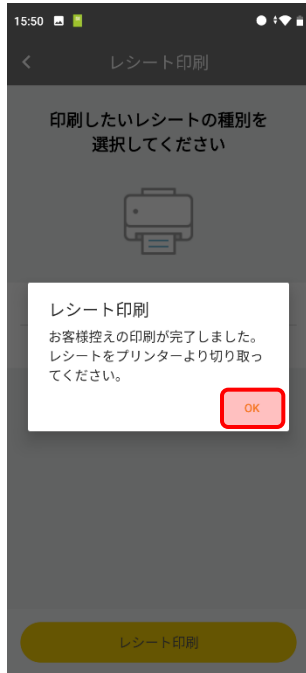 15:50
レシート印刷
印刷したいレシートの種別を
選択してください
レシート印刷
お客様控えの印刷が完了しました。
レシートをプリンターより切り取っ
てください。
OK
レシート印刷